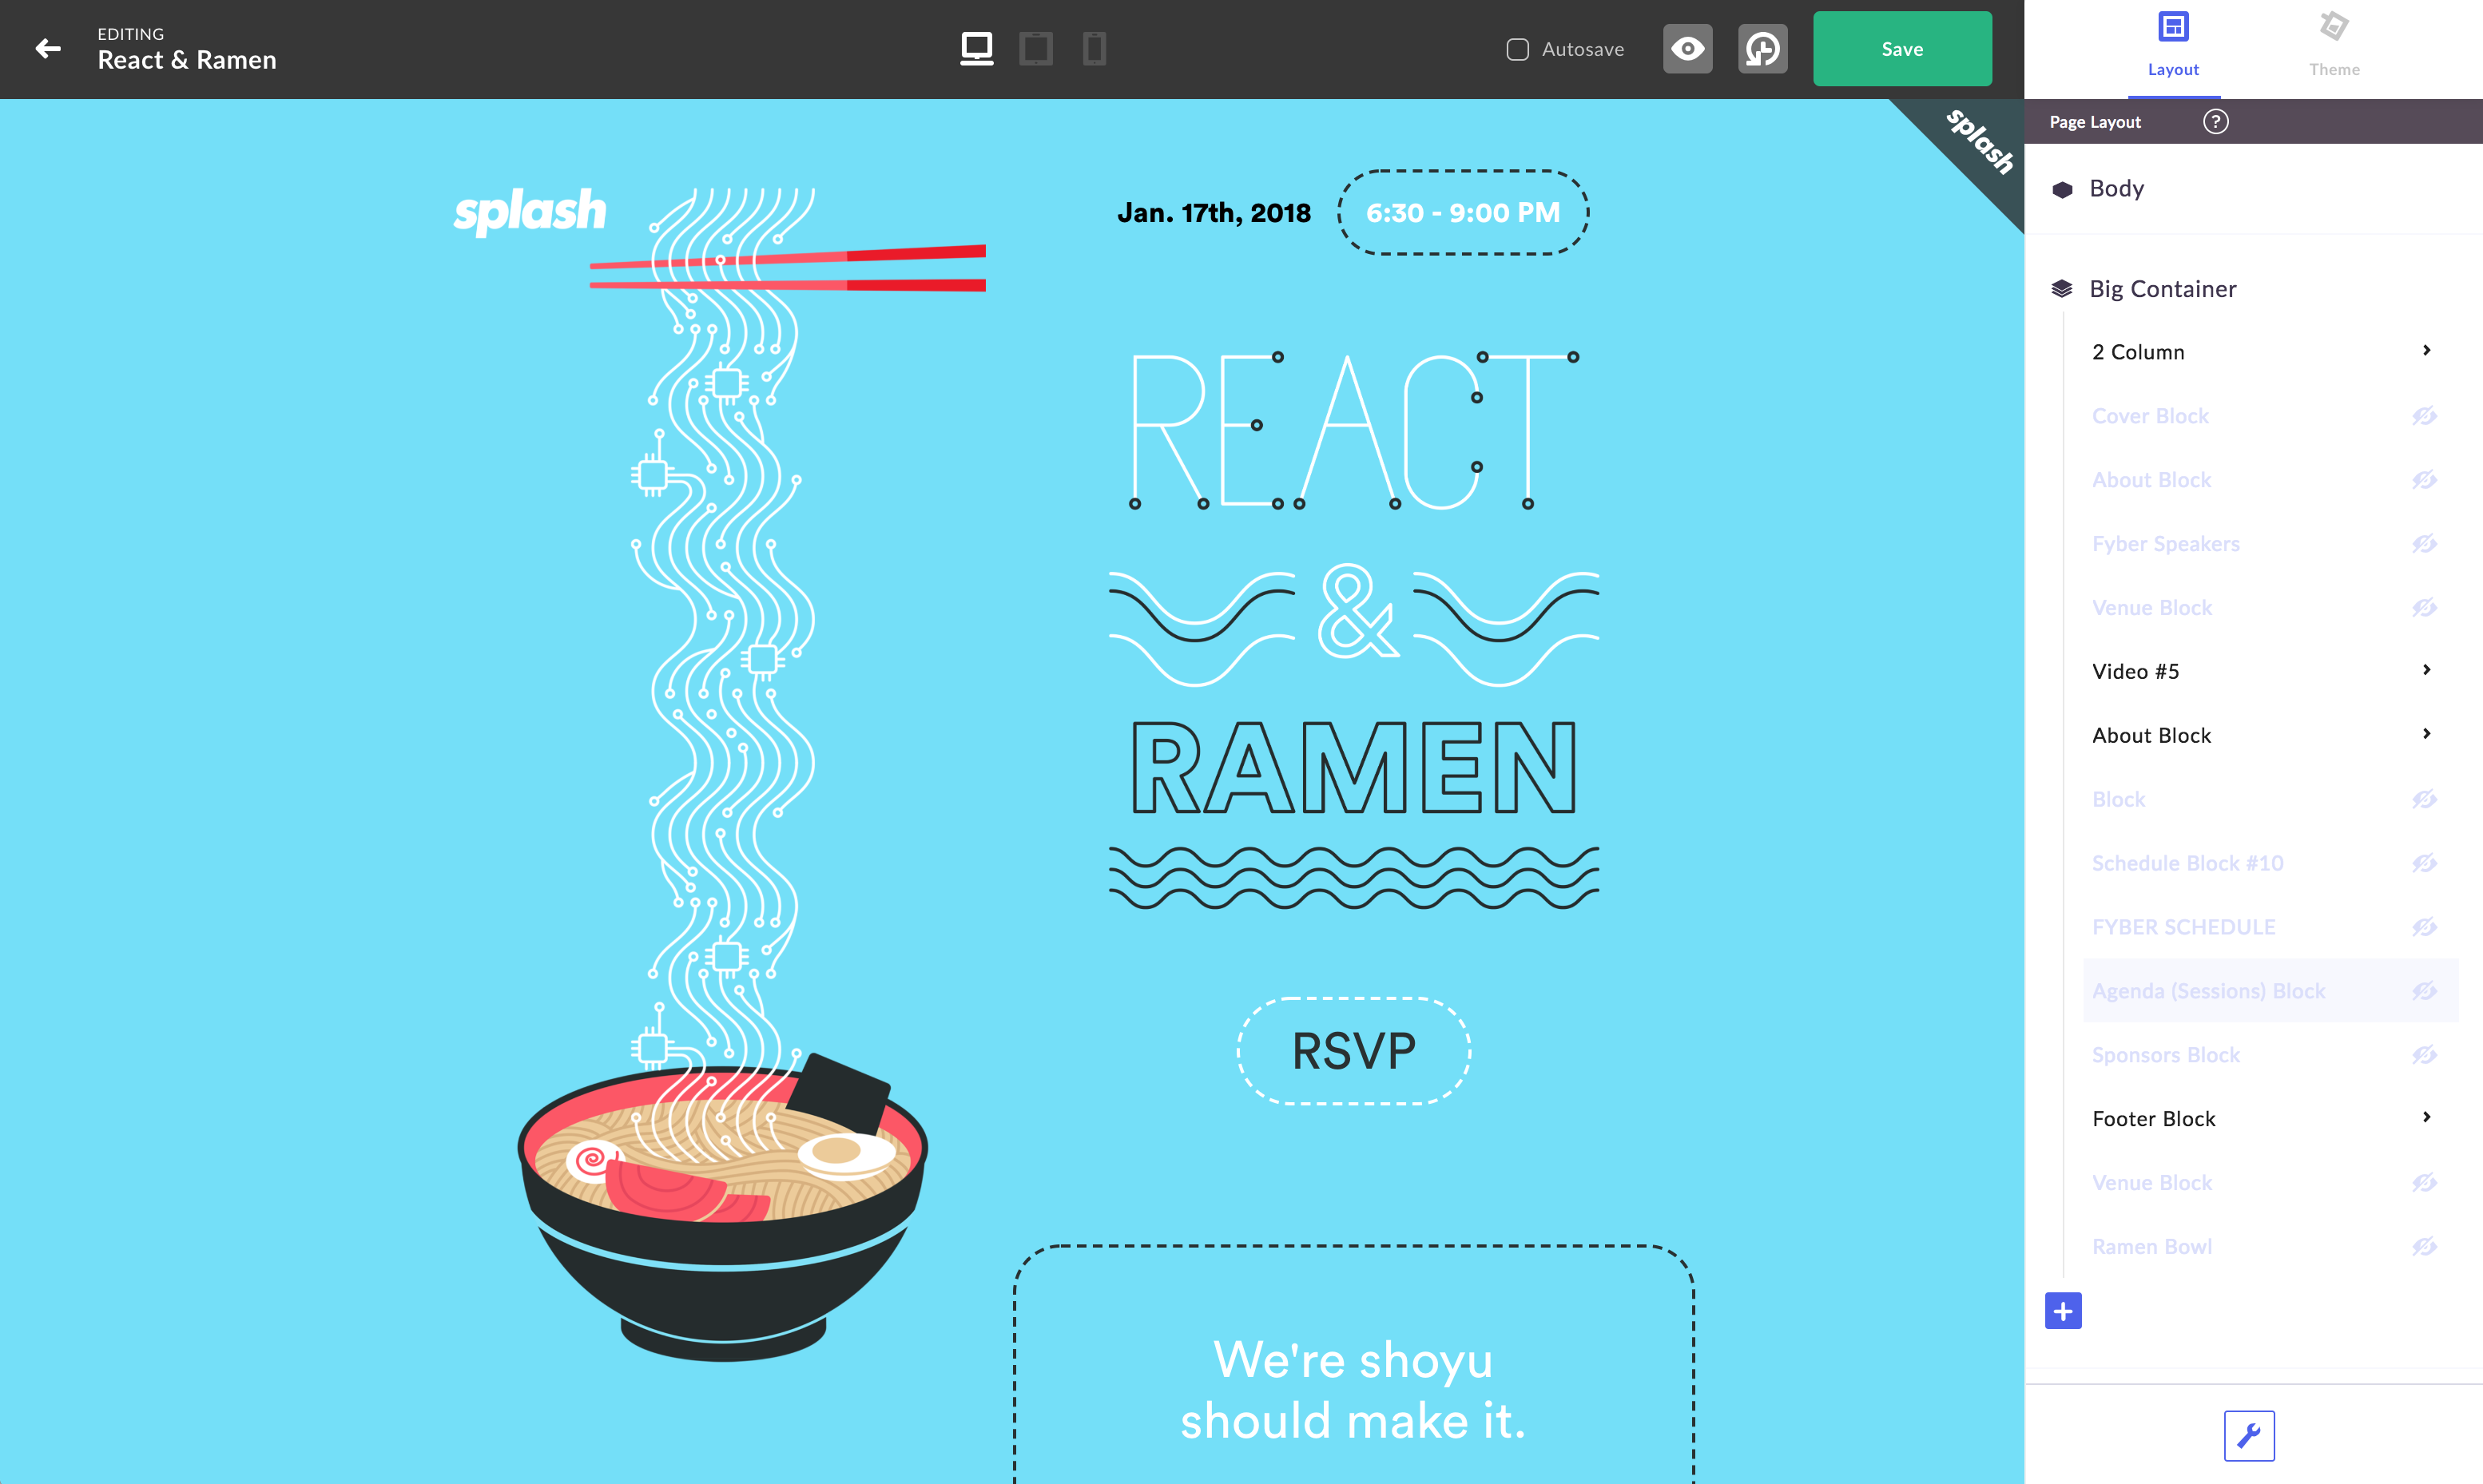 EDITING
React & Ramen
Autosave
Save
Layout
Theme
splash
Page Layout
?
splash
Jan. 17th, 2018
6:30 - 9:00 PM
REACT
&
RAMEN
RSVP
We're shoyu
should make it.
Body
Big Container
2 Column
Cover Block
About Block
Fyber Speakers
Venue Block
Video #5
About Block
Block
Schedule Block #10
FYBER SCHEDULE
Agenda (Sessions) Block
Sponsors Block
Footer Block
Venue Block
Ramen Bowl